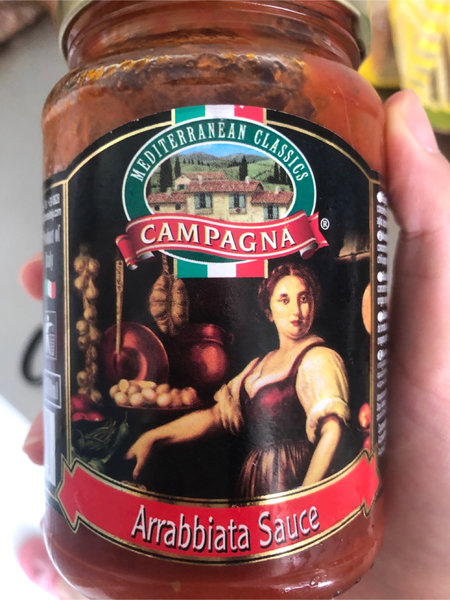 MEDITERRANEAN CLASSICS
CAMPAGNA®
Arrabbiata Sauce